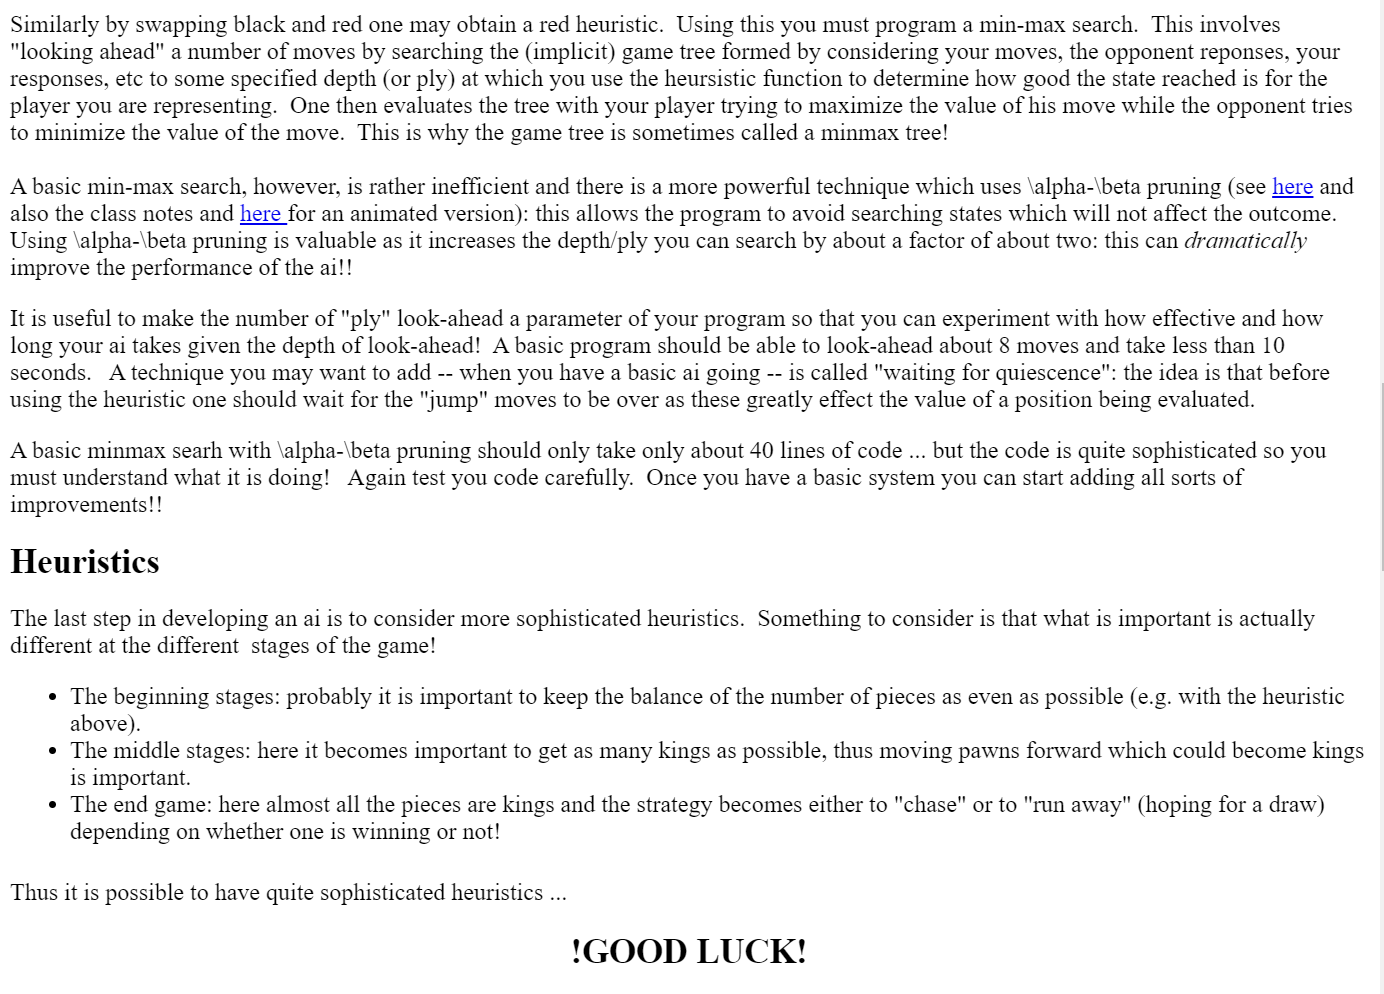 Similarly by swapping black and red one may obtain a red heuristic.  Using this you must program a min-max search.  This involves
"looking ahead" a number of moves by searching the (implicit) game tree formed by considering your moves, the opponent reponses, your
responses, etc to some specified depth (or ply) at which you use the heursistic function to determine how good the state reached is for the
player you are representing.  One then evaluates the tree with your player trying to maximize the value of his move while the opponent tries
to minimize the value of the move.  This is why the game tree is sometimes called a minmax tree!
A basic min-max search, however, is rather inefficient and there is a more powerful technique which uses \alpha-\beta pruning (see here and
also the class notes and here for an animated version): this allows the program to avoid searching states which will not affect the outcome.
Using \alpha-\beta pruning is valuable as it increases the depth/ply you can search by about a factor of about two: this can dramatically
improve the performance of the ai!!
It is useful to make the number of "ply" look-ahead a parameter of your program so that you can experiment with how effective and how
long your ai takes given the depth of look-ahead!  A basic program should be able to look-ahead about 8 moves and take less than 10
seconds.   A technique you may want to add -- when you have a basic ai going -- is called "waiting for quiescence": the idea is that before
using the heuristic one should wait for the "jump" moves to be over as these greatly effect the value of a position being evaluated.
A basic minmax searh with \alpha-\beta pruning should only take only about 40 lines of code ... but the code is quite sophisticated so you
must understand what it is doing!   Again test you code carefully.  Once you have a basic system you can start adding all sorts of
improvements!!
Heuristics
The last step in developing an ai is to consider more sophisticated heuristics.  Something to consider is that what is important is actually
different at the different  stages of the game!
• The beginning stages: probably it is important to keep the balance of the number of pieces as even as possible (e.g. with the heuristic
above).
• The middle stages: here it becomes important to get as many kings as possible, thus moving pawns forward which could become kings
is important.
• The end game: here almost all the pieces are kings and the strategy becomes either to "chase" or to "run away" (hoping for a draw)
depending on whether one is winning or not!
Thus it is possible to have quite sophisticated heuristics ...
!GOOD LUCK!